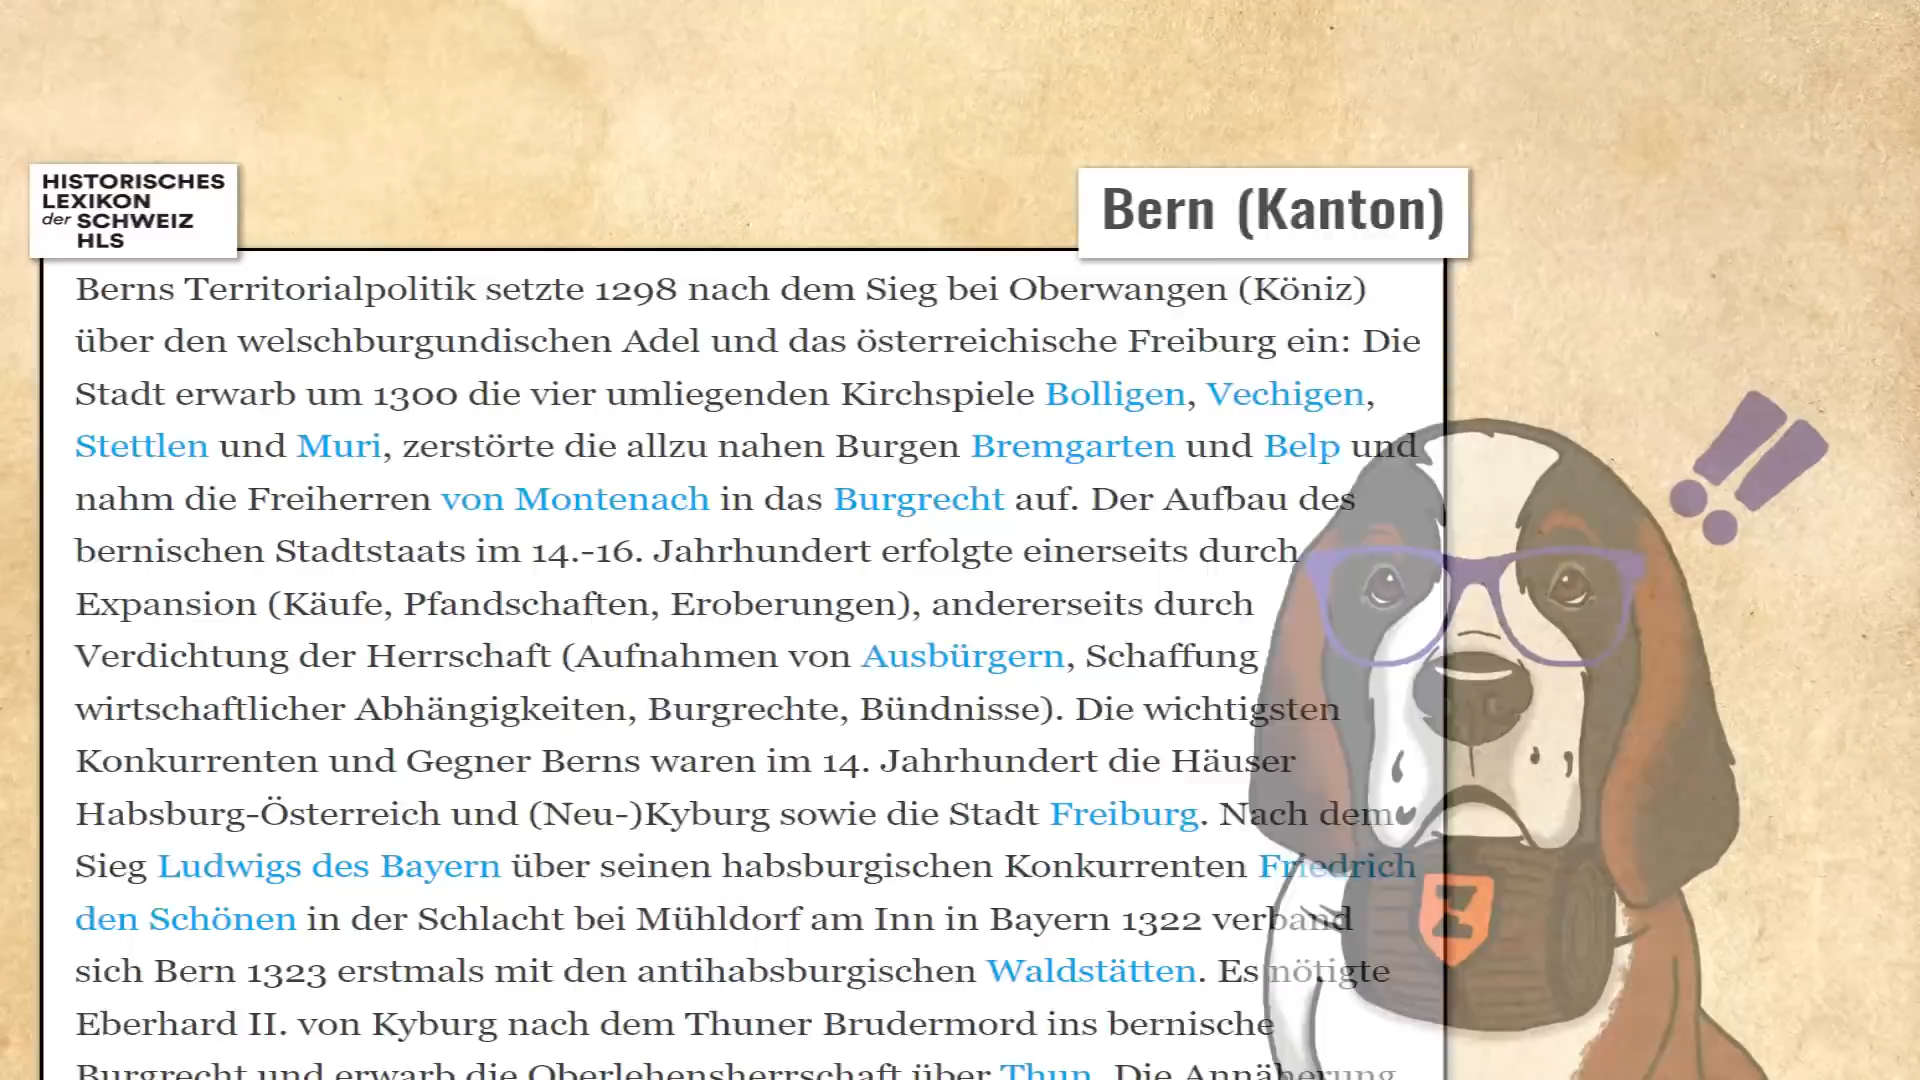 HISTORISCHES
LEXIKON
der SCHWEIZ
HLS
Bern (Kanton)
Berns Territorialpolitik setzte 1298 nach dem Sieg bei Oberwangen (Köniz)
über den welschburgundischen Adel und das österreichische Freiburg ein: Die
Stadt erwarb um 1300 die vier umliegenden Kirchspiele Bolligen, Vechigen,
Stettlen und Muri, zerstörte die allzu nahen Burgen Bremgarten und Belp und
nahm die Freiherren von Montenach in das Burgrecht auf. Der Aufbau des
bernischen Stadtstaats im 14.-16. Jahrhundert erfolgte einerseits durch
Expansion (Käufe, Pfandschaften, Eroberungen), andererseits durch
Verdichtung der Herrschaft (Aufnahmen von Ausbürgern, Schaffung
wirtschaftlicher Abhängigkeiten, Burgrechte, Bündnisse). Die wichtigsten
Konkurrenten und Gegner Berns waren im 14. Jahrhundert die Häuser
Habsburg-Österreich und (Neu-)Kyburg sowie die Stadt Freiburg. Nach dem
Sieg Ludwigs des Bayern über seinen habsburgischen Konkurrenten Friedrich
den Schönen in der Schlacht bei Mühldorf am Inn in Bayern 1322 verband
sich Bern 1323 erstmals mit den antihabsburgischen Waldstätten. Es nötigte
Eberhard II. von Kyburg nach dem Thuner Brudermord ins bernische
Burgrecht und erwarb die Oberlehensherrschaft über Thun. Die Annäherung